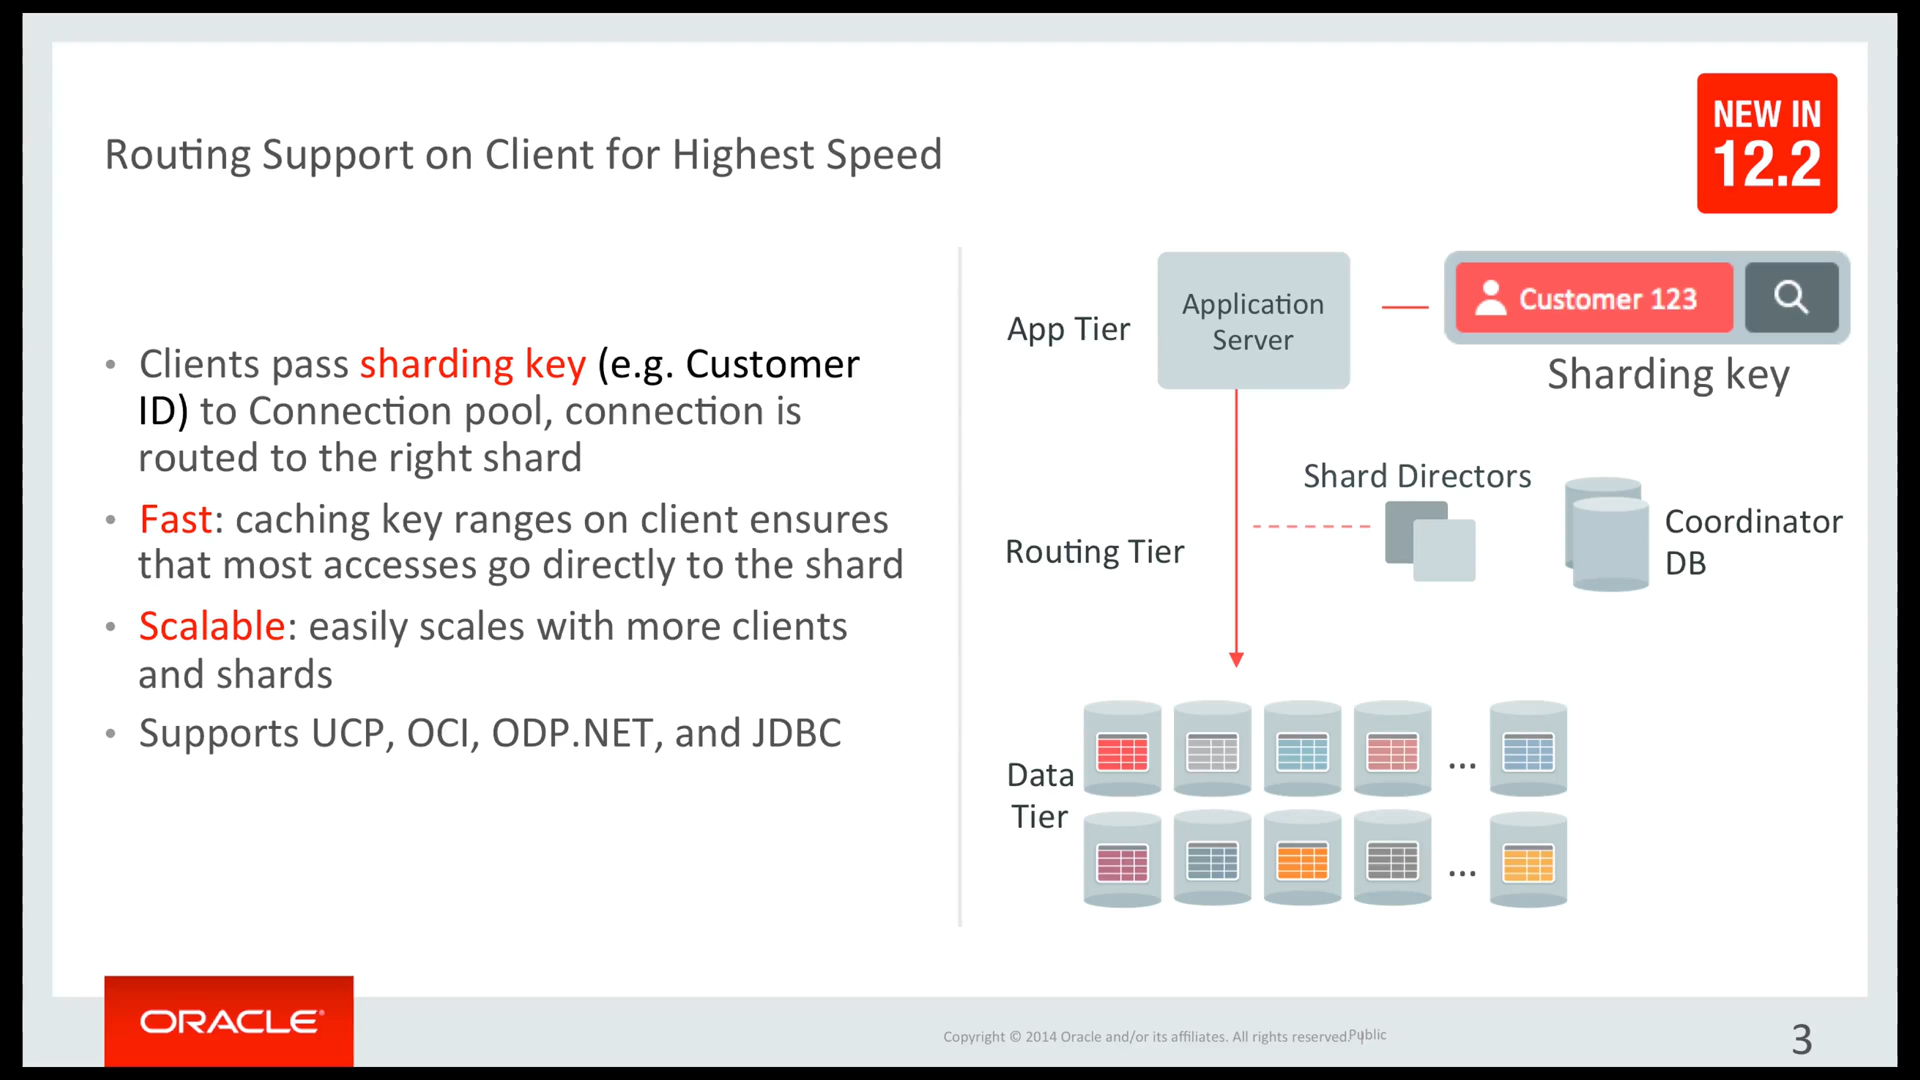 Routing Support on Client for Highest Speed
NEW IN
12.2
• Clients pass sharding key (e.g. Customer
ID) to Connection pool, connection is
routed to the right shard
• Fast: caching key ranges on client ensures
that most accesses go directly to the shard
• Scalable: easily scales with more clients
and shards
• Supports UCP, OCI, ODP.NET, and JDBC
App Tier
Application
Server
Customer 123
Sharding key
Shard Directors
Routing Tier
Coordinator
DB
Data
Tier
...
...
ORACLE
Copyright © 2014 Oracle and/or its affiliates. All rights reserved. |
Public
3